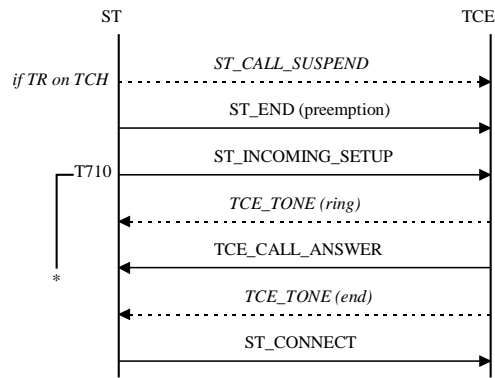 ST TCE
ST_CALL_SUSPEND
if TR on TCH
ST_END (preemption)
ST_INCOMING_SETUP
T710
TCE_TONE (ring)
TCE_CALL_ANSWER
*
TCE_TONE (end)
ST_CONNECT